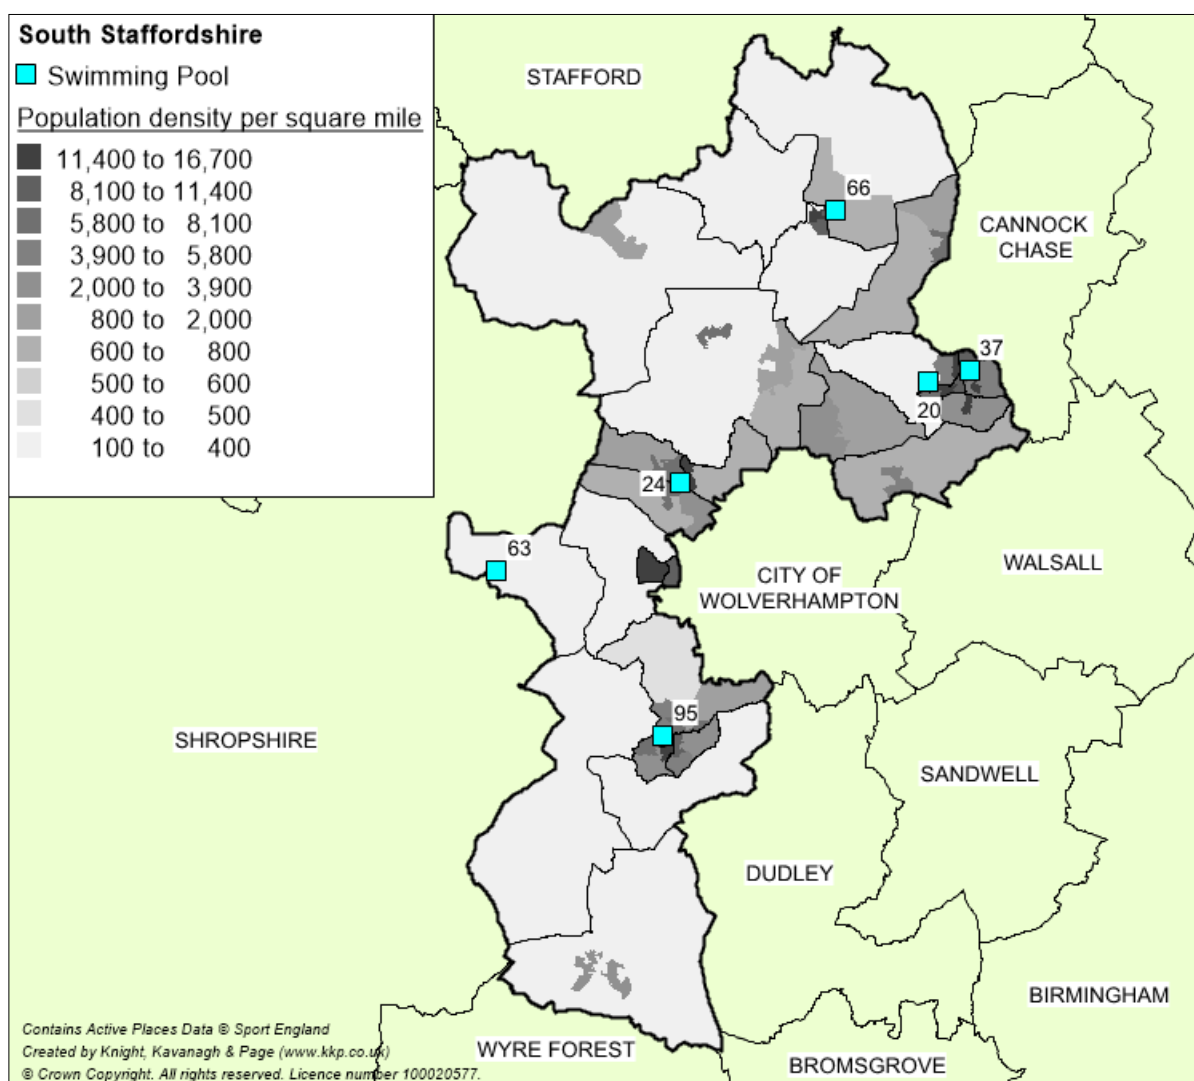 South Staffordshire
Swimming Pool
Population density per square mile
11,400 to 16,700
8,100 to 11,400
5,800 to 8,100
3,900 to 5,800
2,000 to 3,900
800 to 2,000
600 to 800
500 to 600
400 to 500
100 to 400
STAFFORD
66
CANNOCK
CHASE
37
20
24
63
CITY OF
WOLVERHAMPTON
WALSALL
95
SHROPSHIRE
SANDWELL
DUDLEY
BIRMINGHAM
WYRE FOREST
BROMSGROVE
Contains Active Places Data © Sport England
Created by Knight, Kavanagh & Page (www.kkp.co.uk)
© Crown Copyright. All rights reserved. Licence number 100020577.